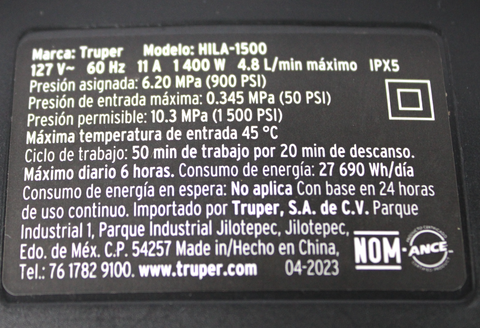 Marca: Truper Modelo: HILA-1500
127 V~ 60 Hz 11 A 1 400 W 4.8 L/min máximo IPX5
Presión asignada: 6.20 MPa (900 PSI)
Presión de entrada máxima: 0.345 MPa (50 PSI)
Presión permisible: 10.3 MPa (1 500 PSI)
Máxima temperatura de entrada 45 °C
Ciclo de trabajo: 50 min de trabajo por 20 min de descanso.
Máximo diario 6 horas. Consumo de energía: 27 690 Wh/día
Consumo de energía en espera: No aplica Con base en 24 horas
de uso continuo. Importado por Truper, S.A. de C.V. Parque
Industrial 1, Parque Industrial Jilotepec, Jilotepec,
Edo. de Méx. C.P. 54257 Made in/Hecho en China,
Tel.: 76 1782 9100. www.truper.com 04-2023
NOM ANCE